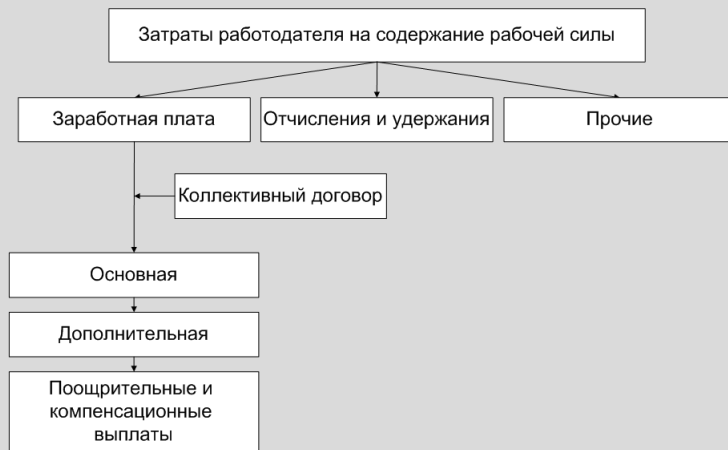 Затраты работодателя на содержание рабочей силы
Заработная плата
Отчисления и удержания
Прочие
Коллективный договор
Основная
Дополнительная
Поощрительные и
компенсационные
выплаты